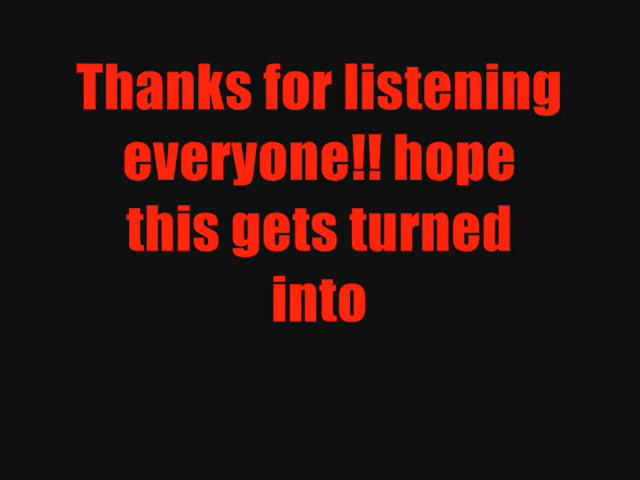 Thanks for listening
everyone!! hope
this gets turned
into